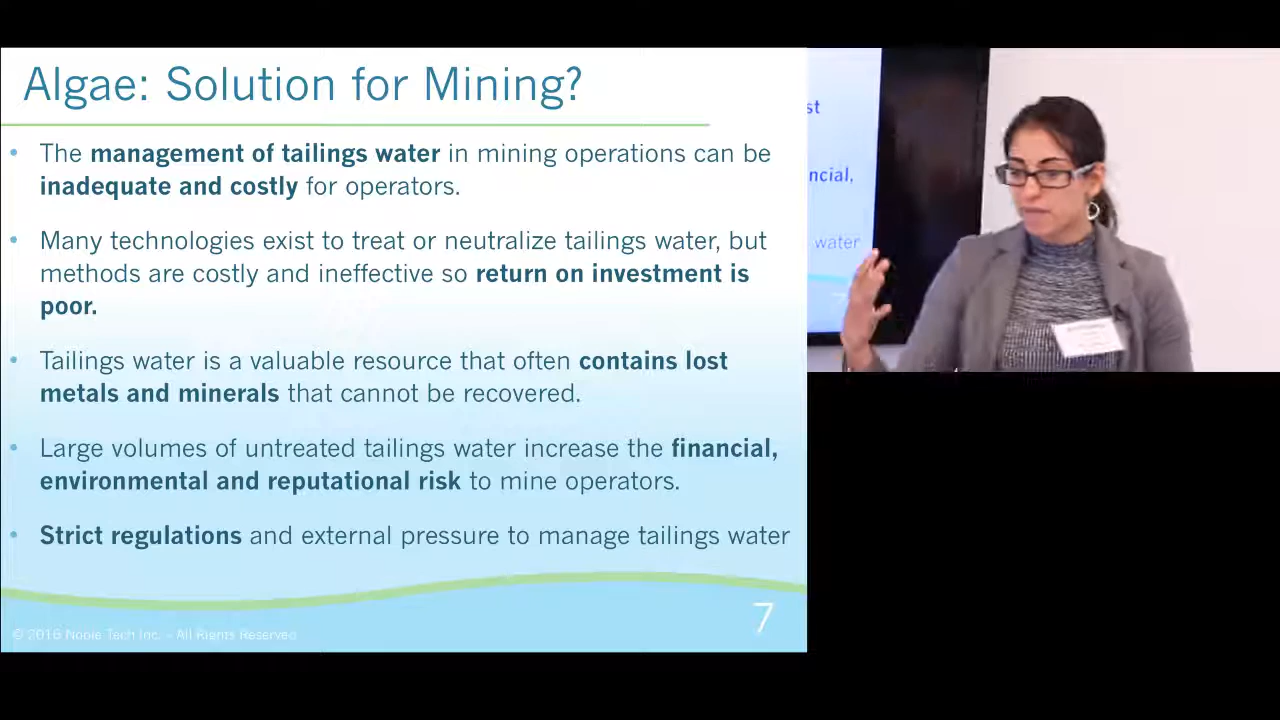 Algae: Solution for Mining?
• The management of tailings water in mining operations can be
inadequate and costly for operators.
• Many technologies exist to treat or neutralize tailings water, but
methods are costly and ineffective so return on investment is
poor.
• Tailings water is a valuable resource that often contains lost
metals and minerals that cannot be recovered.
• Large volumes of untreated tailings water increase the financial,
environmental and reputational risk to mine operators.
• Strict regulations and external pressure to manage tailings water
© 2016 Noble Tech Inc. – All Rights Reserved
7
st
ncial,
water